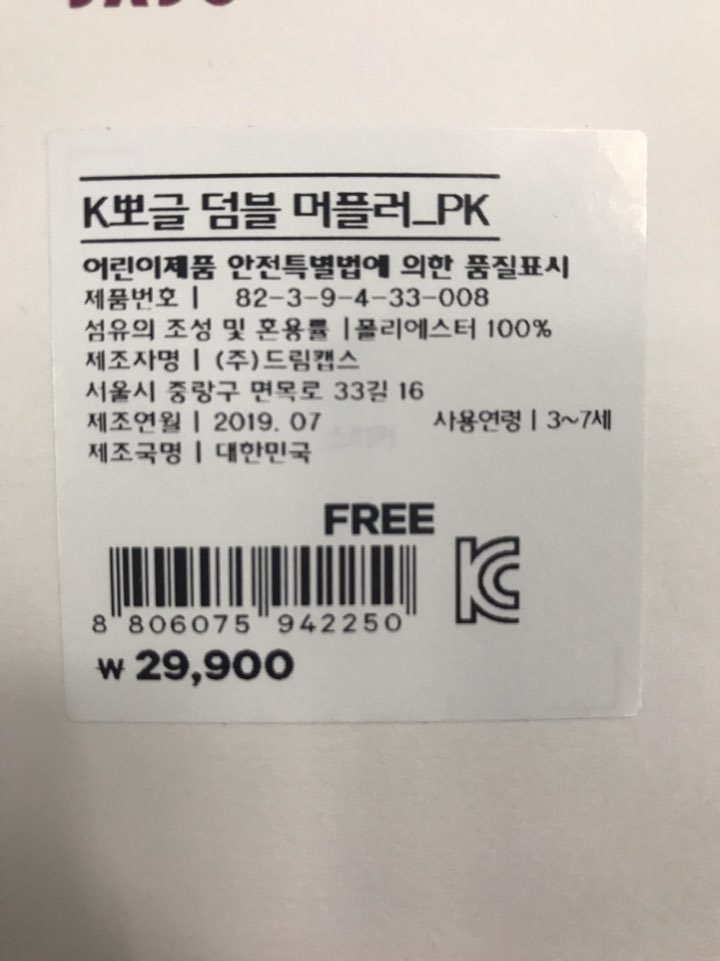 K뽀글 덤블 머플러_PK
어린이제품 안전특별법에 의한 품질표시
제품번호 | 82-3-9-4-33-008
섬유의 조성 및 혼용률 | 폴리에스터 100%
제조자명 | (주)드림캡스
서울시 중랑구 면목로 33길 16
제조연월 | 2019. 07 사용연령 | 3~7세
제조국명 | 대한민국
FREE
8 806075 942250
₩ 29,900